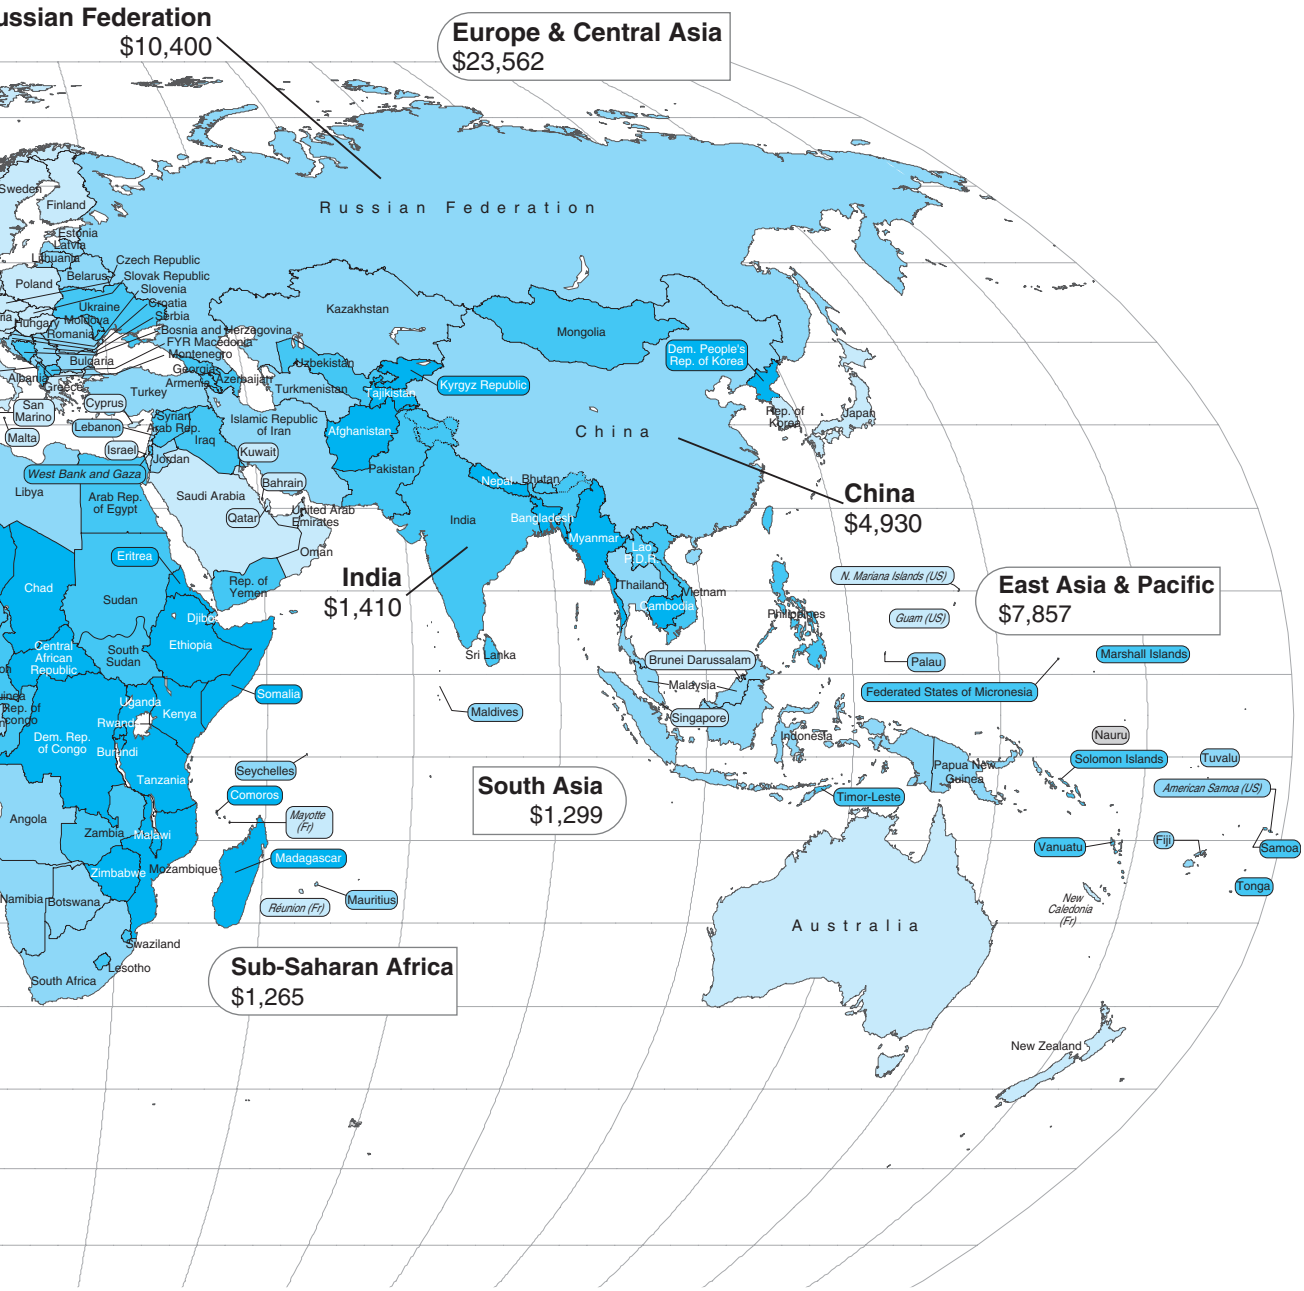 ussian Federation
$10,400
Europe & Central Asia
$23,562
Russian Federation
Sweden
Finland
Estonia
Latvia
Lithuania
Belarus
Poland
Czech Republic
Slovak Republic
Slovenia
Croatia
Serbia
Bosnia and Herzegovina
FYR Macedonia
Montenegro
Ukraine
Moldova
Hungary
Romania
Bulgaria
Georgia
Armenia
Azerbaijan
Albania
Greece
Turkey
Kazakhstan
Mongolia
Uzbekistan
Turkmenistan
Kyrgyz Republic
Tajikistan
Dem. People's
Rep. of Korea
Rep. of
Korea
Japan
San
Marino
Cyprus
Malta
Lebanon
Syrian
Arab Rep.
Iraq
Israel
Jordan
Islamic Republic
of Iran
Kuwait
Afghanistan
China
West Bank and Gaza
Pakistan
Libya
Arab Rep.
of Egypt
Saudi Arabia
Bahrain
Qatar
United Arab
Emirates
Oman
Nepal
Bhutan
India
Bangladesh
Myanmar
China
$4,930
Lao
P.D.R.
Thailand
Vietnam
Cambodia
Eritrea
Chad
Sudan
Rep. of
Yemen
India
$1,410
N. Mariana Islands (US)
Guam (US)
East Asia & Pacific
$7,857
Philippines
Djibouti
Ethiopia
Central
African
Republic
South
Sudan
Sri Lanka
Brunei Darussalam
Palau
Marshall Islands
Malaysia
Federated States of Micronesia
Somalia
Uganda
Kenya
Rep. of
Congo
Rwanda
Maldives
Singapore
Dem. Rep.
of Congo
Burundi
Indonesia
Nauru
Papua New
Guinea
Solomon Islands
Tuvalu
Tanzania
Seychelles
South Asia
$1,299
Timor-Leste
American Samoa (US)
Comoros
Mayotte
(Fr)
Angola
Zambia
Malawi
Vanuatu
Fiji
Samoa
Madagascar
Mozambique
Zimbabwe
Tonga
Namibia
Botswana
Réunion (Fr)
Mauritius
New
Caledonia
(Fr)
Australia
Swaziland
Lesotho
South Africa
Sub-Saharan Africa
$1,265
New Zealand